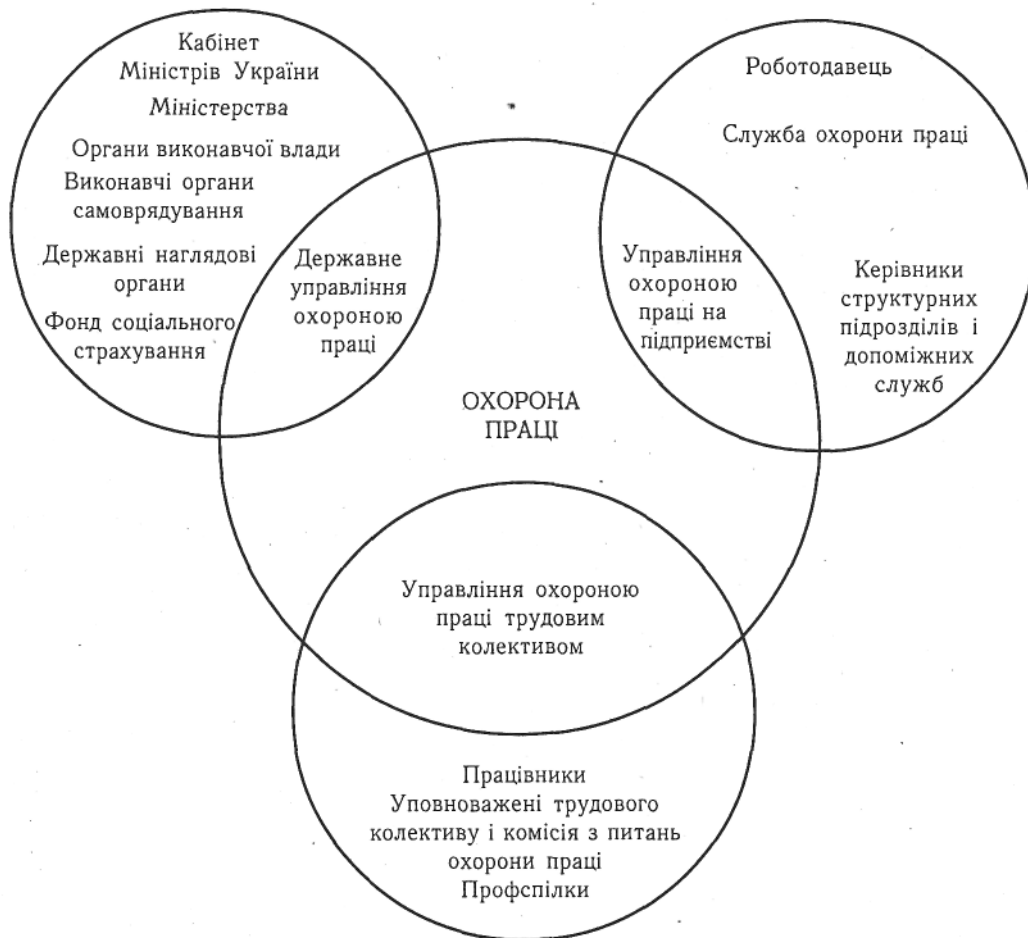 Кабінет
Міністрів України
Міністерства
Органи виконавчої влади
Виконавчі органи
самоврядування
Державні наглядові
органи
Фонд соціального
страхування
Державне
управління
охороною
праці
Роботодавець
Служба охорони праці
Управління
охороною
праці на
підприємстві
Керівники
структурних
підрозділів і
допоміжних
служб
ОХОРОНА
ПРАЦІ
Управління охороною
праці трудовим
колективом
Працівники
Уповноважені трудового
колективу і комісія з питань
охорони праці
Профспілки